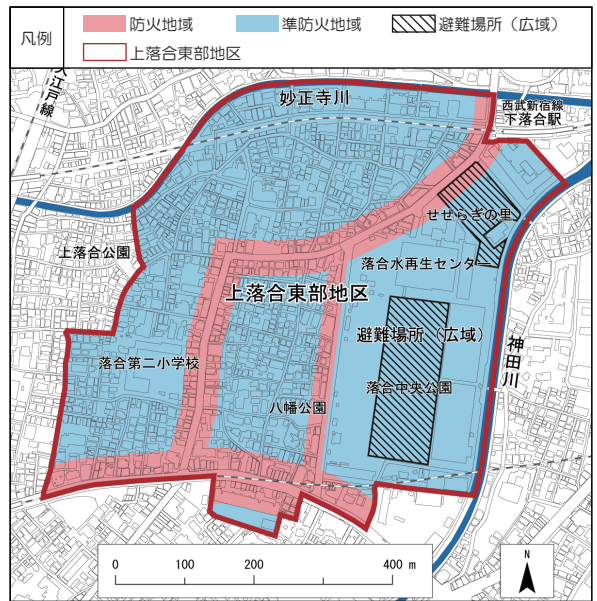 凡例
防火地域
準防火地域
避難場所（広域）
上落合東部地区
大江戸線
妙正寺川
西武新宿線
下落合駅
せせらぎの里
上落合公園
落合水再生センター
上落合東部地区
避難場所（広域）
神田川
落合第二小学校
落合中央公園
八幡公園
0 100 200 400 m
N